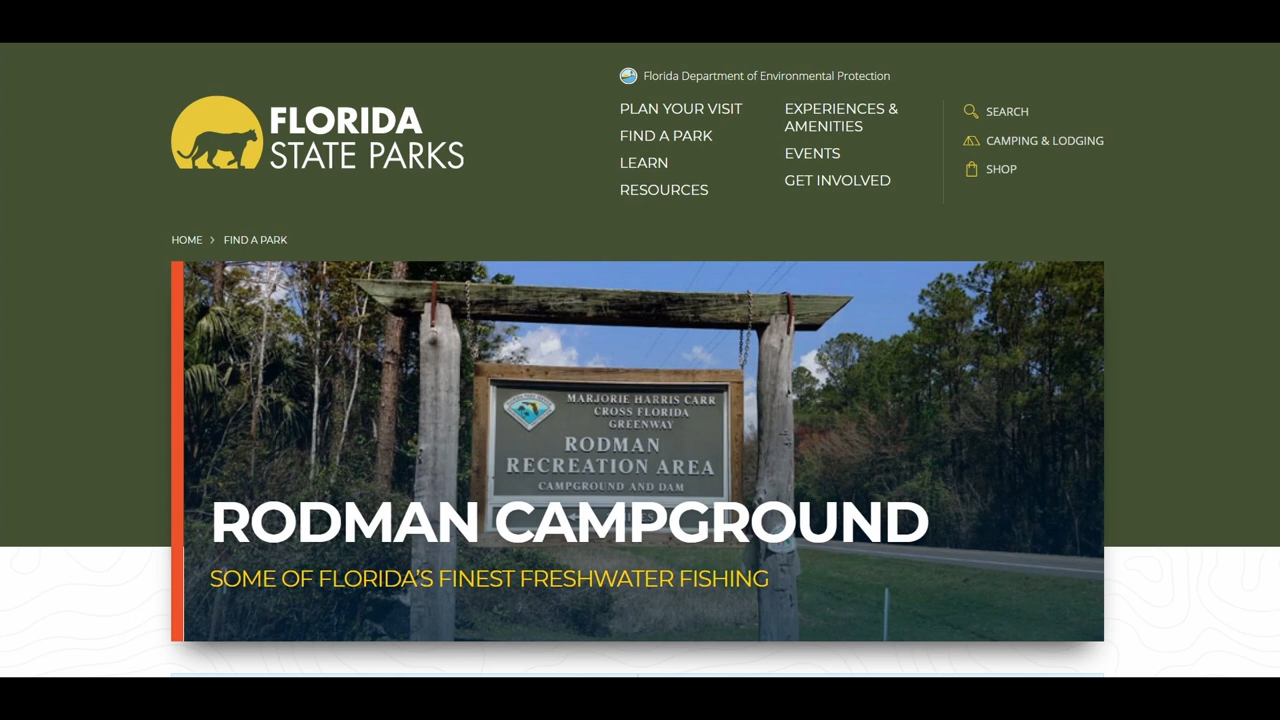 Florida Department of Environmental Protection
FLORIDA
STATE PARKS
PLAN YOUR VISIT
FIND A PARK
LEARN
RESOURCES
EXPERIENCES &
AMENITIES
EVENTS
GET INVOLVED
SEARCH
CAMPING & LODGING
SHOP
HOME > FIND A PARK
MARJORIE HARRIS CARR
CROSS FLORIDA
GREENWAY
RODMAN
RECREATION AREA
CAMPGROUND AND DAM
RODMAN CAMPGROUND
SOME OF FLORIDA'S FINEST FRESHWATER FISHING